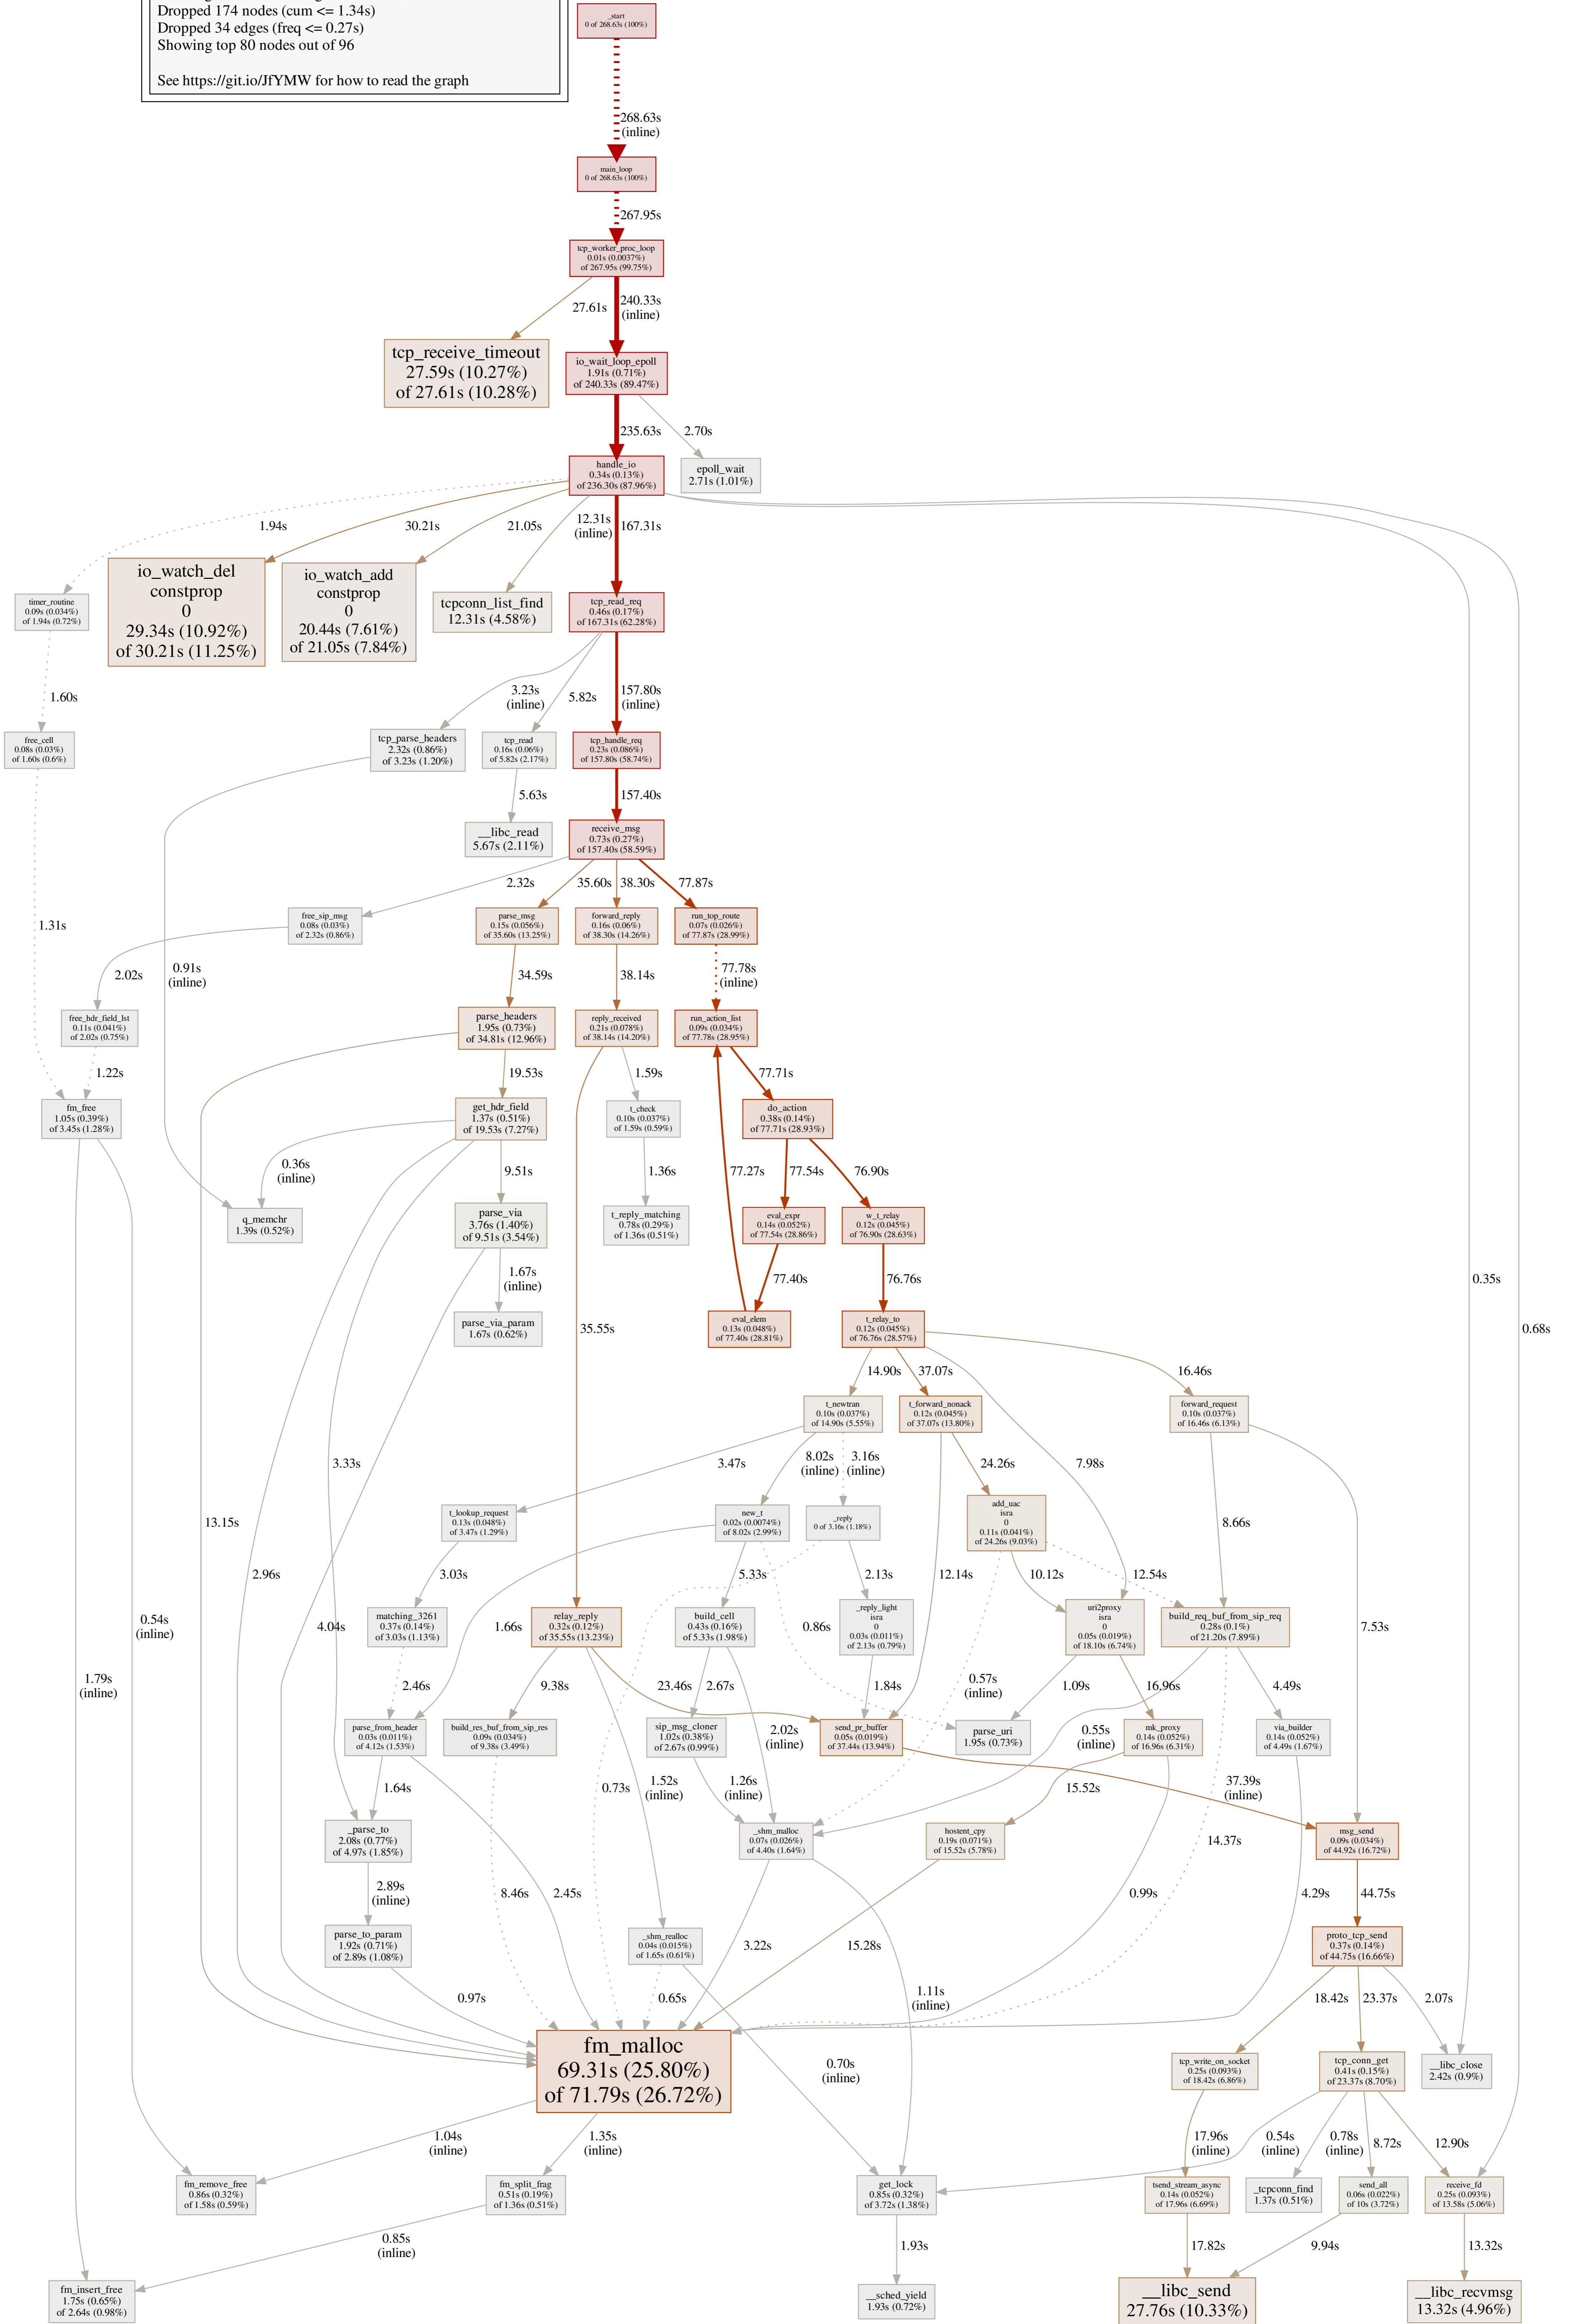 Dropped 174 nodes (cum <= 1.34s)
Dropped 34 edges (freq <= 0.27s)
Showing top 80 nodes out of 96
See https://git.io/JfYMW for how to read the graph
_start
0 of 268.63s (100%)
268.63s
(inline)
main_loop
0 of 268.63s (100%)
267.95s
tcp_worker_proc_loop
0.01s (0.0037%)
of 267.95s (99.75%)
27.61s
240.33s
(inline)
tcp_receive_timeout
27.59s (10.27%)
of 27.61s (10.28%)
io_wait_loop_epoll
1.91s (0.71%)
of 240.33s (89.47%)
235.63s
2.70s
handle_io
0.34s (0.13%)
of 236.30s (87.96%)
epoll_wait
2.71s (1.01%)
1.94s
30.21s
21.05s
12.31s
(inline)
167.31s
io_watch_del
constprop
0
29.34s (10.92%)
of 30.21s (11.25%)
io_watch_add
constprop
0
20.44s (7.61%)
of 21.05s (7.84%)
tcpconn_list_find
12.31s (4.58%)
tcp_read_req
0.46s (0.17%)
of 167.31s (62.28%)
timer_routine
0.09s (0.034%)
of 1.94s (0.72%)
1.60s
3.23s
(inline)
5.82s
157.80s
(inline)
free_cell
0.08s (0.03%)
of 1.60s (0.6%)
tcp_parse_headers
2.32s (0.86%)
of 3.23s (1.20%)
tcp_read
0.16s (0.06%)
of 5.82s (2.17%)
tcp_handle_req
0.23s (0.086%)
of 157.80s (58.74%)
5.63s
157.40s
__libc_read
5.67s (2.11%)
receive_msg
0.73s (0.27%)
of 157.40s (58.59%)
2.32s
35.60s
38.30s
77.87s
1.31s
free_sip_msg
0.08s (0.03%)
of 2.32s (0.86%)
parse_msg
0.15s (0.056%)
of 35.60s (13.25%)
forward_reply
0.16s (0.06%)
of 38.30s (14.26%)
run_top_route
0.07s (0.026%)
of 77.87s (28.99%)
2.02s
0.91s
(inline)
34.59s
38.14s
77.78s
(inline)
free_hdr_field_lst
0.11s (0.041%)
of 2.02s (0.75%)
parse_headers
1.95s (0.73%)
of 34.81s (12.96%)
reply_received
0.21s (0.078%)
of 38.14s (14.20%)
run_action_list
0.09s (0.034%)
of 77.78s (28.95%)
1.22s
19.53s
1.59s
77.71s
fm_free
1.05s (0.39%)
of 3.45s (1.28%)
get_hdr_field
1.37s (0.51%)
of 19.53s (7.27%)
t_check
0.10s (0.037%)
of 1.59s (0.59%)
do_action
0.38s (0.14%)
of 77.71s (28.93%)
0.36s
(inline)
9.51s
1.36s
77.27s
77.54s
76.90s
q_memchr
1.39s (0.52%)
parse_via
3.76s (1.40%)
of 9.51s (3.54%)
t_reply_matching
0.78s (0.29%)
of 1.36s (0.51%)
eval_expr
0.14s (0.052%)
of 77.54s (28.86%)
w_t_relay
0.12s (0.045%)
of 76.90s (28.63%)
1.67s
(inline)
77.40s
76.76s
0.35s
parse_via_param
1.67s (0.62%)
35.55s
eval_elem
0.13s (0.048%)
of 77.40s (28.81%)
t_relay_to
0.12s (0.045%)
of 76.76s (28.57%)
0.68s
14.90s
37.07s
16.46s
t_newtran
0.10s (0.037%)
of 14.90s (5.55%)
t_forward_nonack
0.12s (0.045%)
of 37.07s (13.80%)
forward_request
0.10s (0.037%)
of 16.46s (6.13%)
3.33s
3.47s
8.02s
(inline)
3.16s
(inline)
24.26s
7.98s
13.15s
t_lookup_request
0.13s (0.048%)
of 3.47s (1.29%)
new_t
0.02s (0.0074%)
of 8.02s (2.99%)
_reply
0 of 3.16s (1.18%)
add_uac
isra
0
0.11s (0.041%)
of 24.26s (9.03%)
8.66s
2.96s
3.03s
5.33s
2.13s
12.14s
10.12s
12.54s
0.54s
(inline)
4.04s
matching_3261
0.37s (0.14%)
of 3.03s (1.13%)
1.66s
relay_reply
0.32s (0.12%)
of 35.55s (13.23%)
build_cell
0.43s (0.16%)
of 5.33s (1.98%)
0.86s
_reply_light
isra
0
0.03s (0.011%)
of 2.13s (0.79%)
uri2proxy
isra
0
0.05s (0.019%)
of 18.10s (6.74%)
build_req_buf_from_sip_req
0.28s (0.1%)
of 21.20s (7.89%)
7.53s
1.79s
(inline)
2.46s
9.38s
23.46s
2.67s
1.84s
0.57s
(inline)
1.09s
16.96s
4.49s
parse_from_header
0.03s (0.011%)
of 4.12s (1.53%)
build_res_buf_from_sip_res
0.09s (0.034%)
of 9.38s (3.49%)
sip_msg_cloner
1.02s (0.38%)
of 2.67s (0.99%)
2.02s
(inline)
send_pr_buffer
0.05s (0.019%)
of 37.44s (13.94%)
parse_uri
1.95s (0.73%)
0.55s
(inline)
mk_proxy
0.14s (0.052%)
of 16.96s (6.31%)
via_builder
0.14s (0.052%)
of 4.49s (1.67%)
1.64s
0.73s
1.52s
(inline)
1.26s
(inline)
15.52s
37.39s
(inline)
_parse_to
2.08s (0.77%)
of 4.97s (1.85%)
_shm_malloc
0.07s (0.026%)
of 4.40s (1.64%)
hostent_cpy
0.19s (0.071%)
of 15.52s (5.78%)
14.37s
msg_send
0.09s (0.034%)
of 44.92s (16.72%)
2.89s
(inline)
8.46s
2.45s
0.99s
4.29s
44.75s
parse_to_param
1.92s (0.71%)
of 2.89s (1.08%)
_shm_realloc
0.04s (0.015%)
of 1.65s (0.61%)
3.22s
15.28s
proto_tcp_send
0.37s (0.14%)
of 44.75s (16.66%)
0.97s
0.65s
1.11s
(inline)
18.42s
23.37s
2.07s
fm_malloc
69.31s (25.80%)
of 71.79s (26.72%)
0.70s
(inline)
tcp_write_on_socket
0.25s (0.093%)
of 18.42s (6.86%)
tcp_conn_get
0.41s (0.15%)
of 23.37s (8.70%)
__libc_close
2.42s (0.9%)
1.04s
(inline)
1.35s
(inline)
17.96s
(inline)
0.54s
(inline)
0.78s
(inline)
8.72s
12.90s
fm_remove_free
0.86s (0.32%)
of 1.58s (0.59%)
fm_split_frag
0.51s (0.19%)
of 1.36s (0.51%)
get_lock
0.85s (0.32%)
of 3.72s (1.38%)
tsend_stream_async
0.14s (0.052%)
of 17.96s (6.69%)
_tcpconn_find
1.37s (0.51%)
send_all
0.06s (0.022%)
of 10s (3.72%)
receive_fd
0.25s (0.093%)
of 13.58s (5.06%)
0.85s
(inline)
1.93s
17.82s
9.94s
13.32s
fm_insert_free
1.75s (0.65%)
of 2.64s (0.98%)
__sched_yield
1.93s (0.72%)
__libc_send
27.76s (10.33%)
__libc_recvmsg
13.32s (4.96%)